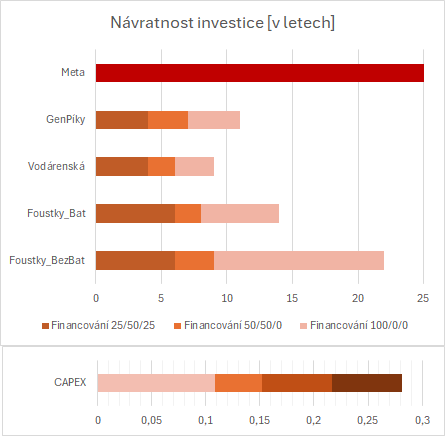 Návratnost investice [v letech]
Meta
GenPíky
Vodárenská
Foustky_Bat
Foustky_BezBat
0 5 10 15 20 25
Financování 25/50/25 Financování 50/50/0 Financování 100/0/0
CAPEX
0 0,05 0,1 0,15 0,2 0,25 0,3